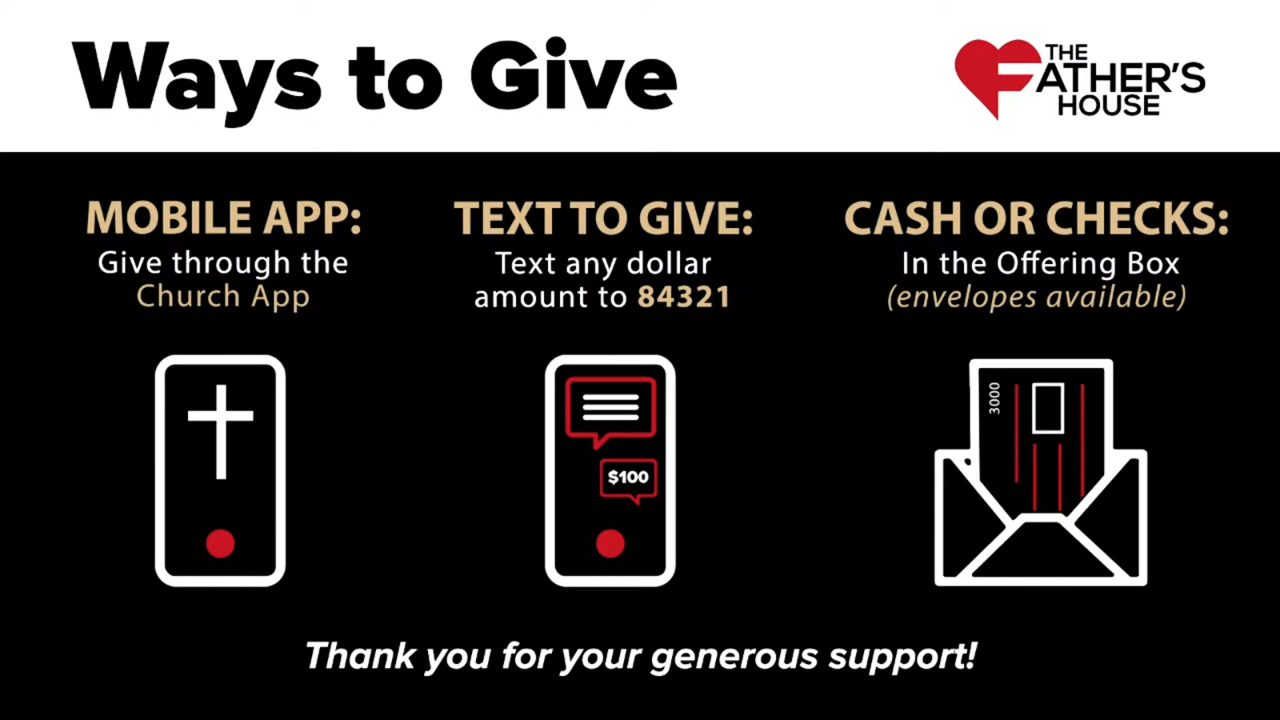 Ways to Give
THE
FATHER'S
HOUSE
MOBILE APP:
Give through the
Church App
TEXT TO GIVE:
Text any dollar
amount to 84321
CASH OR CHECKS:
In the Offering Box
(envelopes available)
$100
3000
Thank you for your generous support!